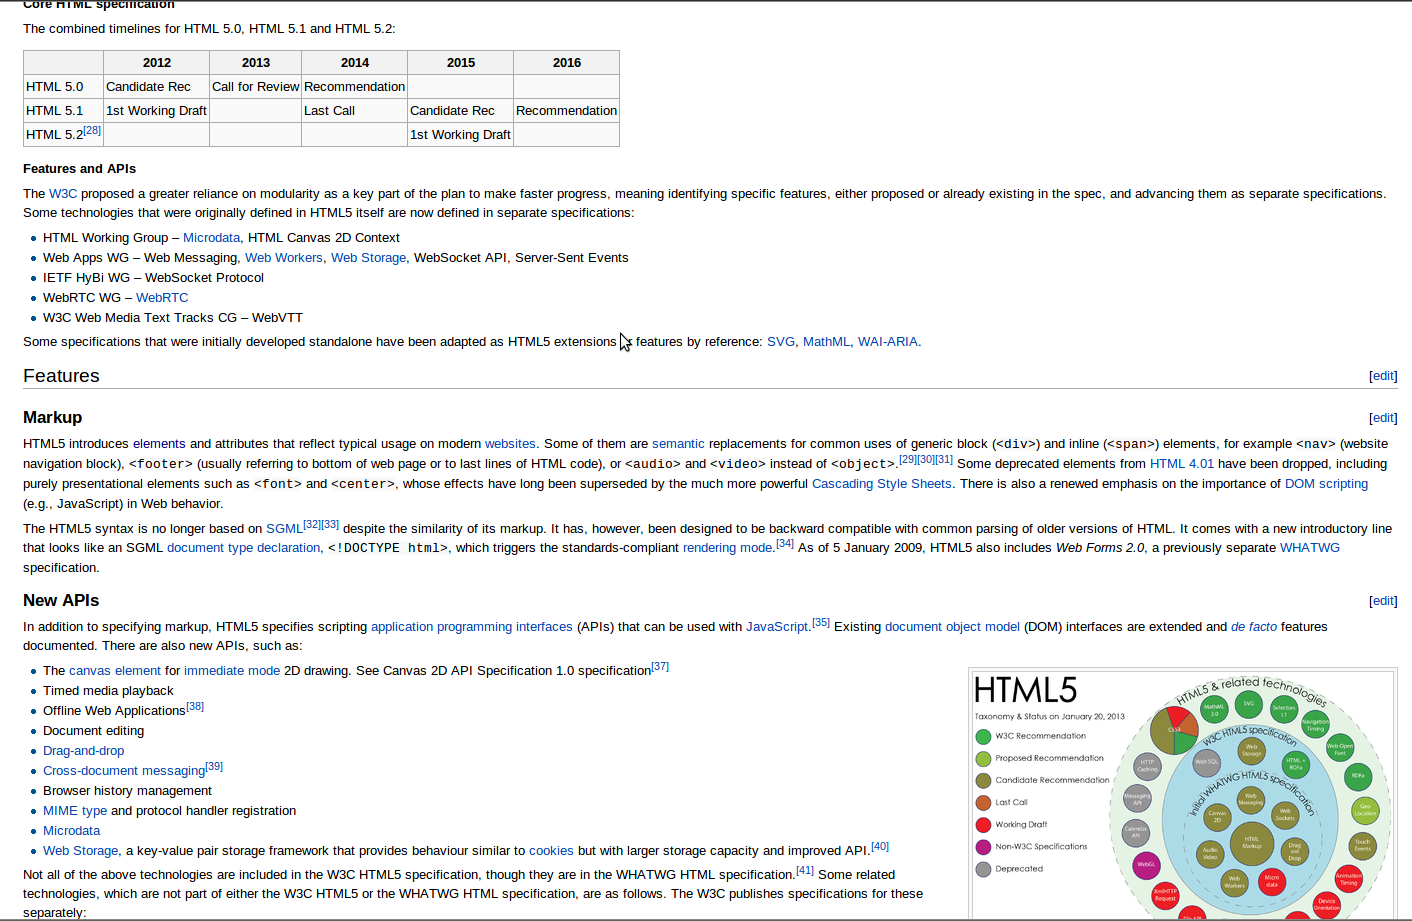 Core HTML specification
The combined timelines for HTML 5.0, HTML 5.1 and HTML 5.2:
2012 2013 2014 2015 2016
HTML 5.0 Candidate Rec Call for Review Recommendation
HTML 5.1 1st Working Draft Last Call Candidate Rec Recommendation
HTML 5.2[28] 1st Working Draft
Features and APIs
The W3C proposed a greater reliance on modularity as a key part of the plan to make faster progress, meaning identifying specific features, either proposed or already existing in the spec, and advancing them as separate specifications.
Some technologies that were originally defined in HTML5 itself are now defined in separate specifications:
• HTML Working Group – Microdata, HTML Canvas 2D Context
• Web Apps WG – Web Messaging, Web Workers, Web Storage, WebSocket API, Server-Sent Events
• IETF HyBi WG – WebSocket Protocol
• WebRTC WG – WebRTC
• W3C Web Media Text Tracks CG – WebVTT
Some specifications that were initially developed standalone have been adapted as HTML5 extensions features by reference: SVG, MathML, WAI-ARIA.
Features [edit]
Markup [edit]
HTML5 introduces elements and attributes that reflect typical usage on modern websites. Some of them are semantic replacements for common uses of generic block (<div>) and inline (<span>) elements, for example <nav> (website
navigation block), <footer> (usually referring to bottom of web page or to last lines of HTML code), or <audio> and <video> instead of <object>.[29][30][31] Some deprecated elements from HTML 4.01 have been dropped, including
purely presentational elements such as <font> and <center>, whose effects have long been superseded by the much more powerful Cascading Style Sheets. There is also a renewed emphasis on the importance of DOM scripting
(e.g., JavaScript) in Web behavior.
The HTML5 syntax is no longer based on SGML[32][33] despite the similarity of its markup. It has, however, been designed to be backward compatible with common parsing of older versions of HTML. It comes with a new introductory line
that looks like an SGML document type declaration, <!DOCTYPE html>, which triggers the standards-compliant rendering mode.[34] As of 5 January 2009, HTML5 also includes Web Forms 2.0, a previously separate WHATWG
specification.
New APIs [edit]
In addition to specifying markup, HTML5 specifies scripting application programming interfaces (APIs) that can be used with JavaScript.[35] Existing document object model (DOM) interfaces are extended and de facto features
documented. There are also new APIs, such as:
• The canvas element for immediate mode 2D drawing. See Canvas 2D API Specification 1.0 specification[37]
• Timed media playback
• Offline Web Applications[38]
• Document editing
• Drag-and-drop
• Cross-document messaging[39]
• Browser history management
• MIME type and protocol handler registration
• Microdata
• Web Storage, a key-value pair storage framework that provides behaviour similar to cookies but with larger storage capacity and improved API.[40]
Not all of the above technologies are included in the W3C HTML5 specification, though they are in the WHATWG HTML specification.[41] Some related
technologies, which are not part of either the W3C HTML5 or the WHATWG HTML specification, are as follows. The W3C publishes specifications for these
separately:
HTML5
Taxonomy & Status on January 20, 2013
W3C Recommendation
Proposed Recommendation
Candidate Recommendation
Last Call
Working Draft
Non-W3C Specifications
Deprecated
HTML5 & related technologies
W3C HTML5 specification
Initial WHATWG HTML5 specification
CSS3
MathML 3.0
SVG
Selectors L1
Navigation Timing
Web Open Font
RDFa
Geo Location
Touch Events
Animation Timing
Device Orientation
HTTP Caching
Messaging API
Calendar API
WebGL
XmlHTTP Request
File API
Web SQL
Web Storage
HTML + RDFa
Web Messaging
Canvas 2D
Web Sockets
HTML Markup
Audio Video
Drag and Drop
Web Workers
Micro data